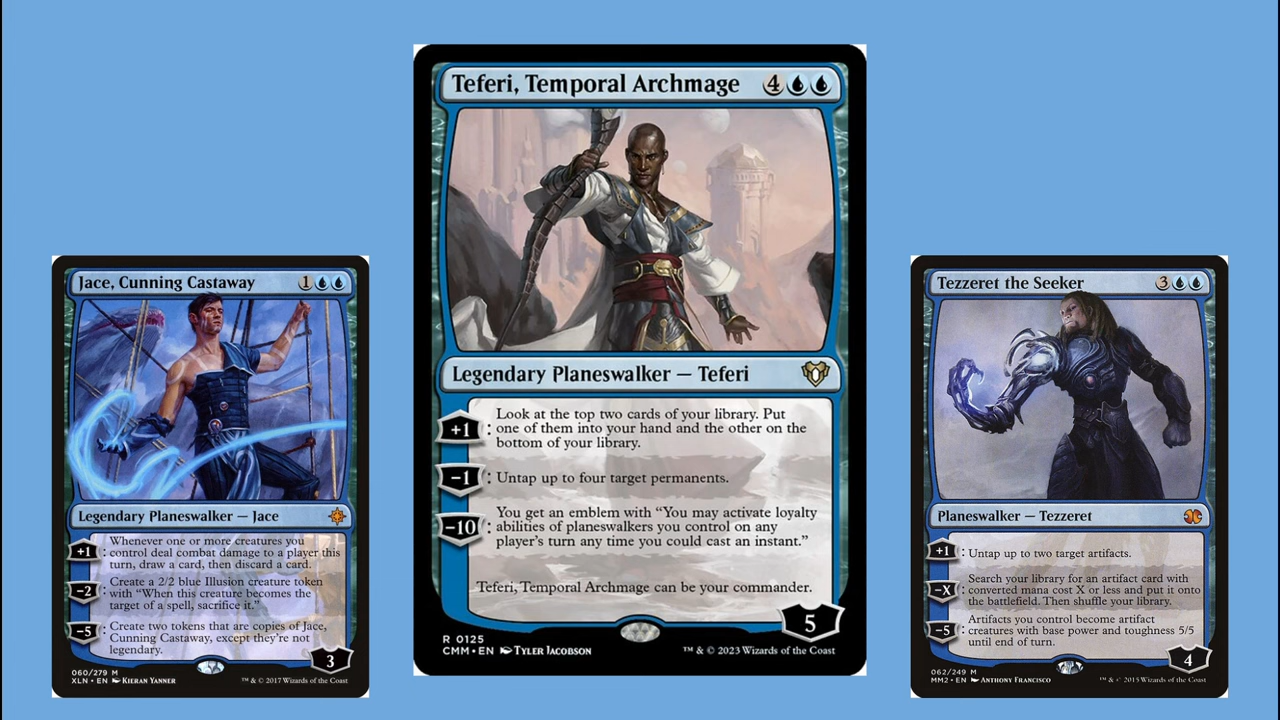 Jace, Cunning Castaway 1
Legendary Planeswalker — Jace
+1 : Whenever one or more creatures you
control deal combat damage to a player this
turn, draw a card, then discard a card.
-2 : Create a 2/2 blue Illusion creature token
with “When this creature becomes the
target of a spell, sacrifice it.”
-5 : Create two tokens that are copies of Jace,
Cunning Castaway, except they’re not
legendary.
3
060/279 M
XLN • EN KIERAN YANNER
™ & © 2017 Wizards of the Coast
Teferi, Temporal Archmage 4
Legendary Planeswalker — Teferi
+1 : Look at the top two cards of your library. Put
one of them into your hand and the other on the
bottom of your library.
-1 : Untap up to four target permanents.
-10 : You get an emblem with “You may activate loyalty
abilities of planeswalkers you control on any
player’s turn any time you could cast an instant.”
Teferi, Temporal Archmage can be your commander.
5
R 0125
CMM • EN TYLER JACOBSON
™ & © 2023 Wizards of the Coast
Tezzeret the Seeker 3
Planeswalker — Tezzeret
+1 : Untap up to two target artifacts.
-X : Search your library for an artifact card with
converted mana cost X or less and put it onto
the battlefield. Then shuffle your library.
-5 : Artifacts you control become artifact
creatures with base power and toughness 5/5
until end of turn.
4
062/249 M
MM2 • EN ANTHONY FRANCISCO
™ & © 2015 Wizards of the Coast